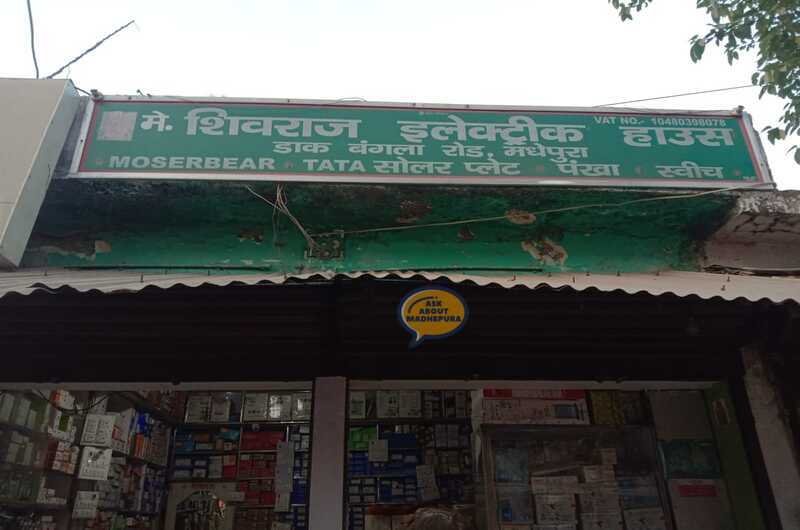 VAT NO.- 10480398078
मे. शिवराज इलेक्ट्रीक हाउस
डाक बंगला रोड, मधेपुरा
MOSERBEAR TATA सोलर प्लेट पंखा स्वीच
ASK
ABOUT
MADHEPURA